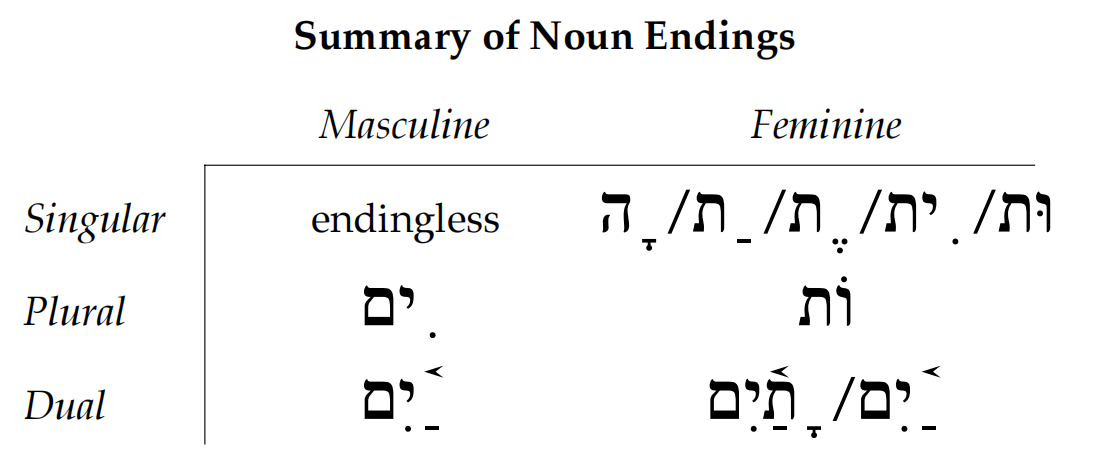 Summary of Noun Endings
Masculine Feminine
Singular endingless וּת/ ִית/ ֶת/ ַת/ ָה
Plural ִים וֹת
Dual ַ֫יִם ַ֫יִם/ ָתַ֫יִם